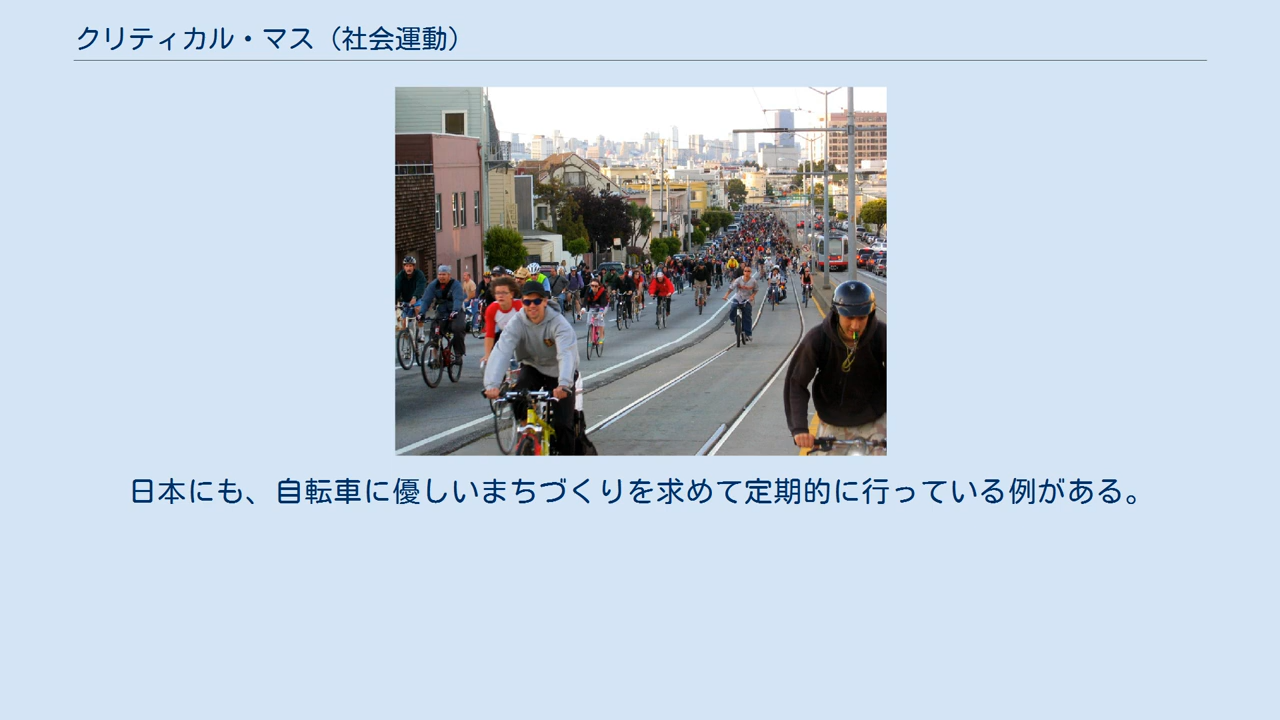 クリティカル・マス（社会運動）
日本にも、自転車に優しいまちづくりを求めて定期的に行っている例がある。